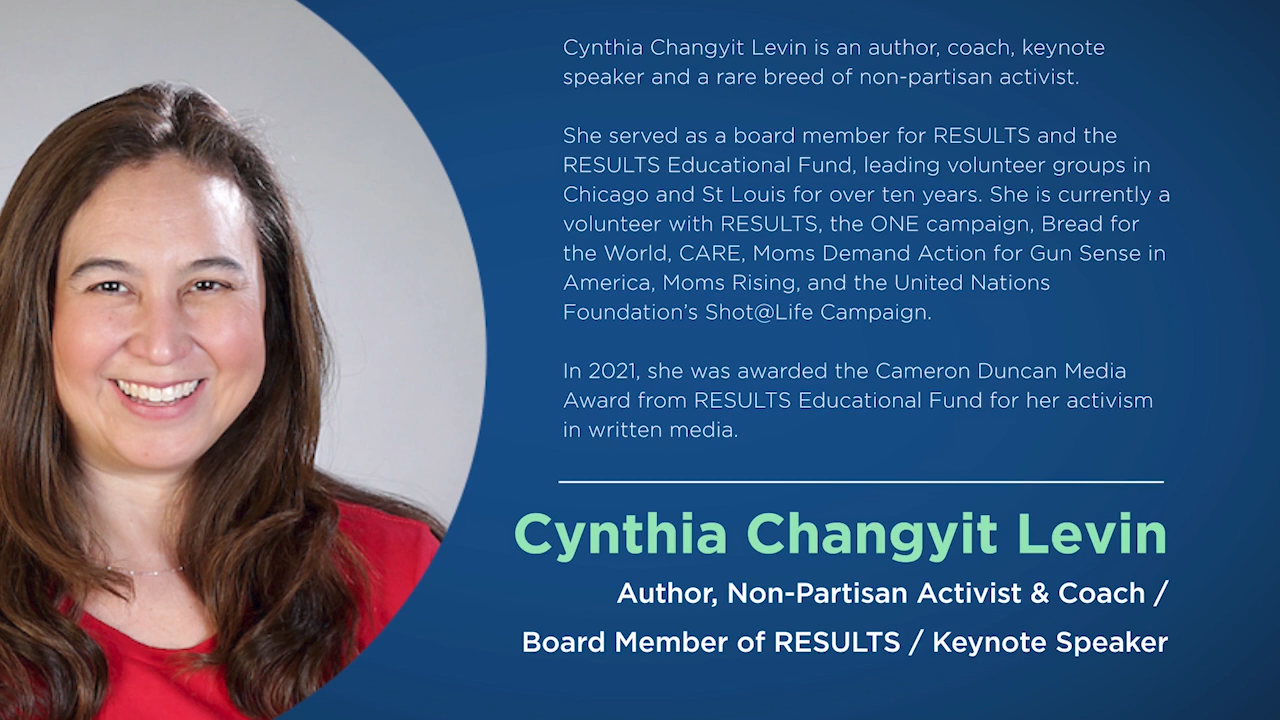 Cynthia Changyit Levin is an author, coach, keynote
speaker and a rare breed of non-partisan activist.
She served as a board member for RESULTS and the
RESULTS Educational Fund, leading volunteer groups in
Chicago and St Louis for over ten years. She is currently a
volunteer with RESULTS, the ONE campaign, Bread for
the World, CARE, Moms Demand Action for Gun Sense in
America, Moms Rising, and the United Nations
Foundation’s Shot@Life Campaign.
In 2021, she was awarded the Cameron Duncan Media
Award from RESULTS Educational Fund for her activism
in written media.
Cynthia Changyit Levin
Author, Non-Partisan Activist & Coach /
Board Member of RESULTS / Keynote Speaker